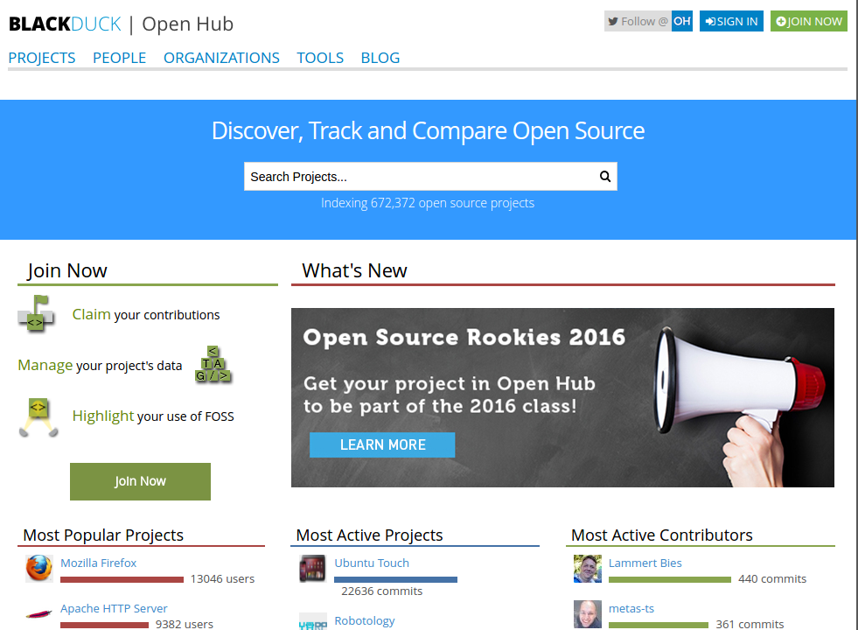 BLACKDUCK | Open Hub
Follow @ OH
SIGN IN
JOIN NOW
PROJECTS PEOPLE ORGANIZATIONS TOOLS BLOG
Discover, Track and Compare Open Source
Search Projects...
Indexing 672,372 open source projects
Join Now
Claim your contributions
Manage your project's data
< T A G / >
<>
Highlight your use of FOSS
Join Now
What's New
Open Source Rookies 2016
Get your project in Open Hub
to be part of the 2016 class!
LEARN MORE
Most Popular Projects
Mozilla Firefox
13046 users
Apache HTTP Server
9382 users
Most Active Projects
Ubuntu Touch
22636 commits
Robotology
Most Active Contributors
Lammert Bies
440 commits
metas-ts
361 commits